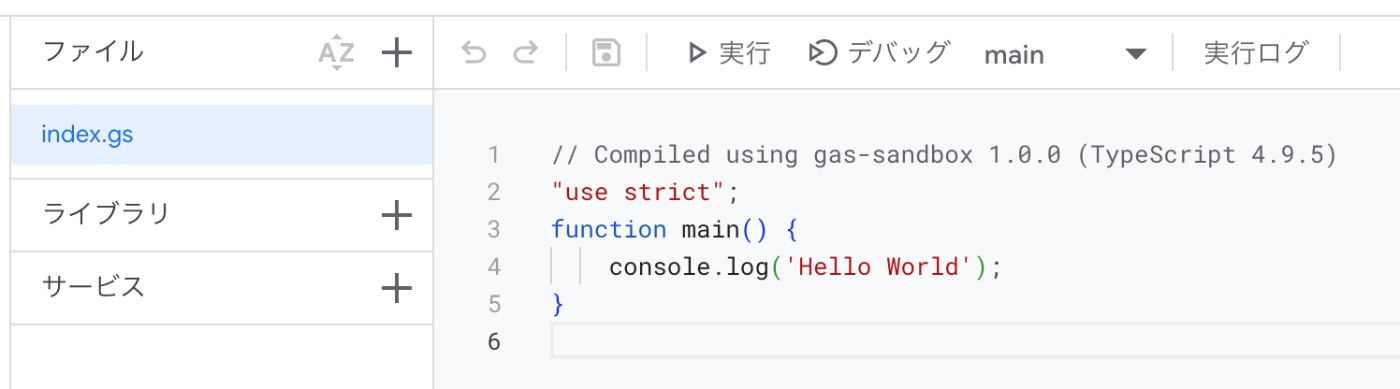 ファイル
AZ
実行 デバッグ main 実行ログ
index.gs
ライブラリ
サービス
1 // Compiled using gas-sandbox 1.0.0 (TypeScript 4.9.5)
2 "use strict";
3 function main() {
4 console.log('Hello World');
5 }
6